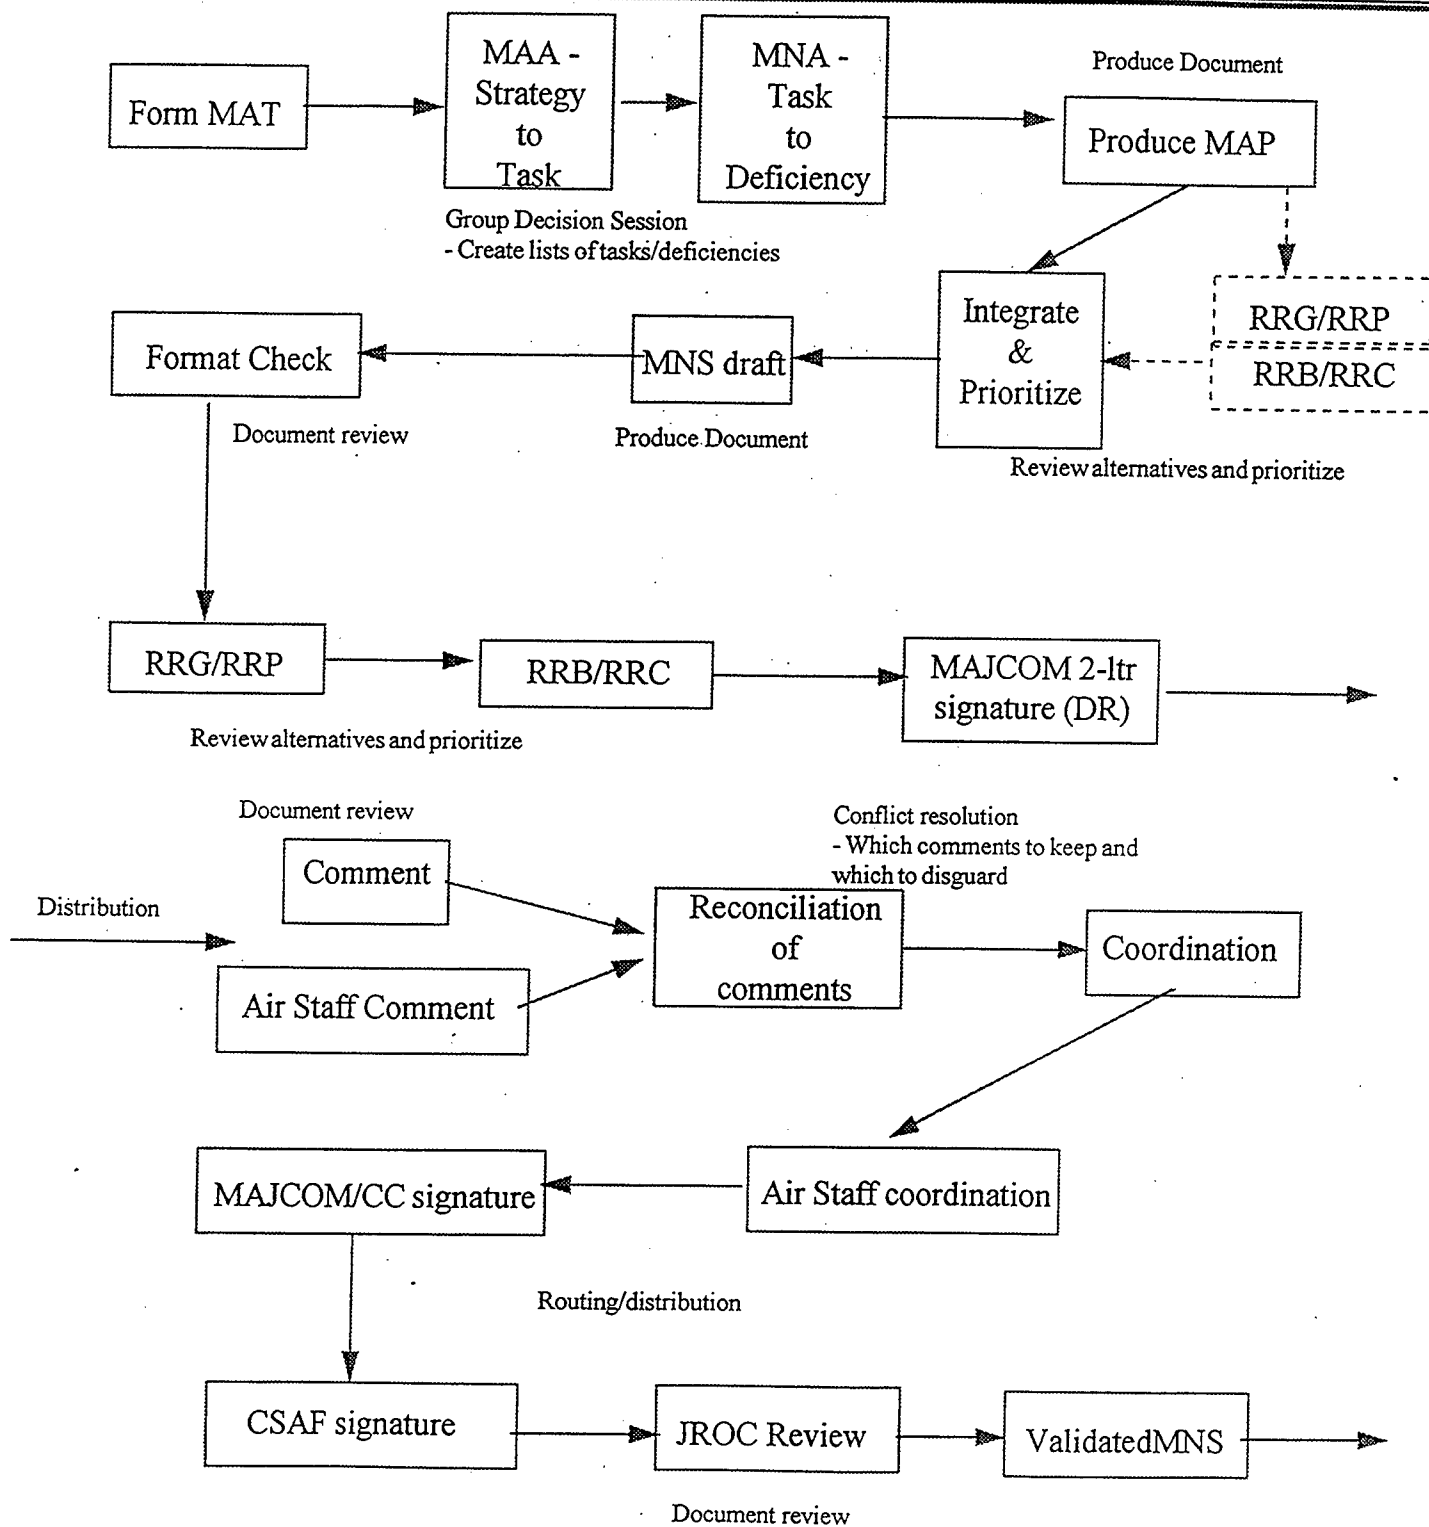 Form MAT
MAA -
Strategy
to
Task
MNA -
Task
to
Deficiency
Produce Document
Produce MAP
Group Decision Session
- Create lists of tasks/deficiencies
Format Check
MNS draft
Integrate
&
Prioritize
RRG/RRP
RRB/RRC
Document review
Produce Document
Review alternatives and prioritize
RRG/RRP
RRB/RRC
MAJCOM 2-ltr
signature (DR)
Review alternatives and prioritize
Document review
Comment
Conflict resolution
- Which comments to keep and
which to disguard
Distribution
Air Staff Comment
Reconciliation
of
comments
Coordination
MAJCOM/CC signature
Air Staff coordination
Routing/distribution
CSAF signature
JROC Review
ValidatedMNS
Document review